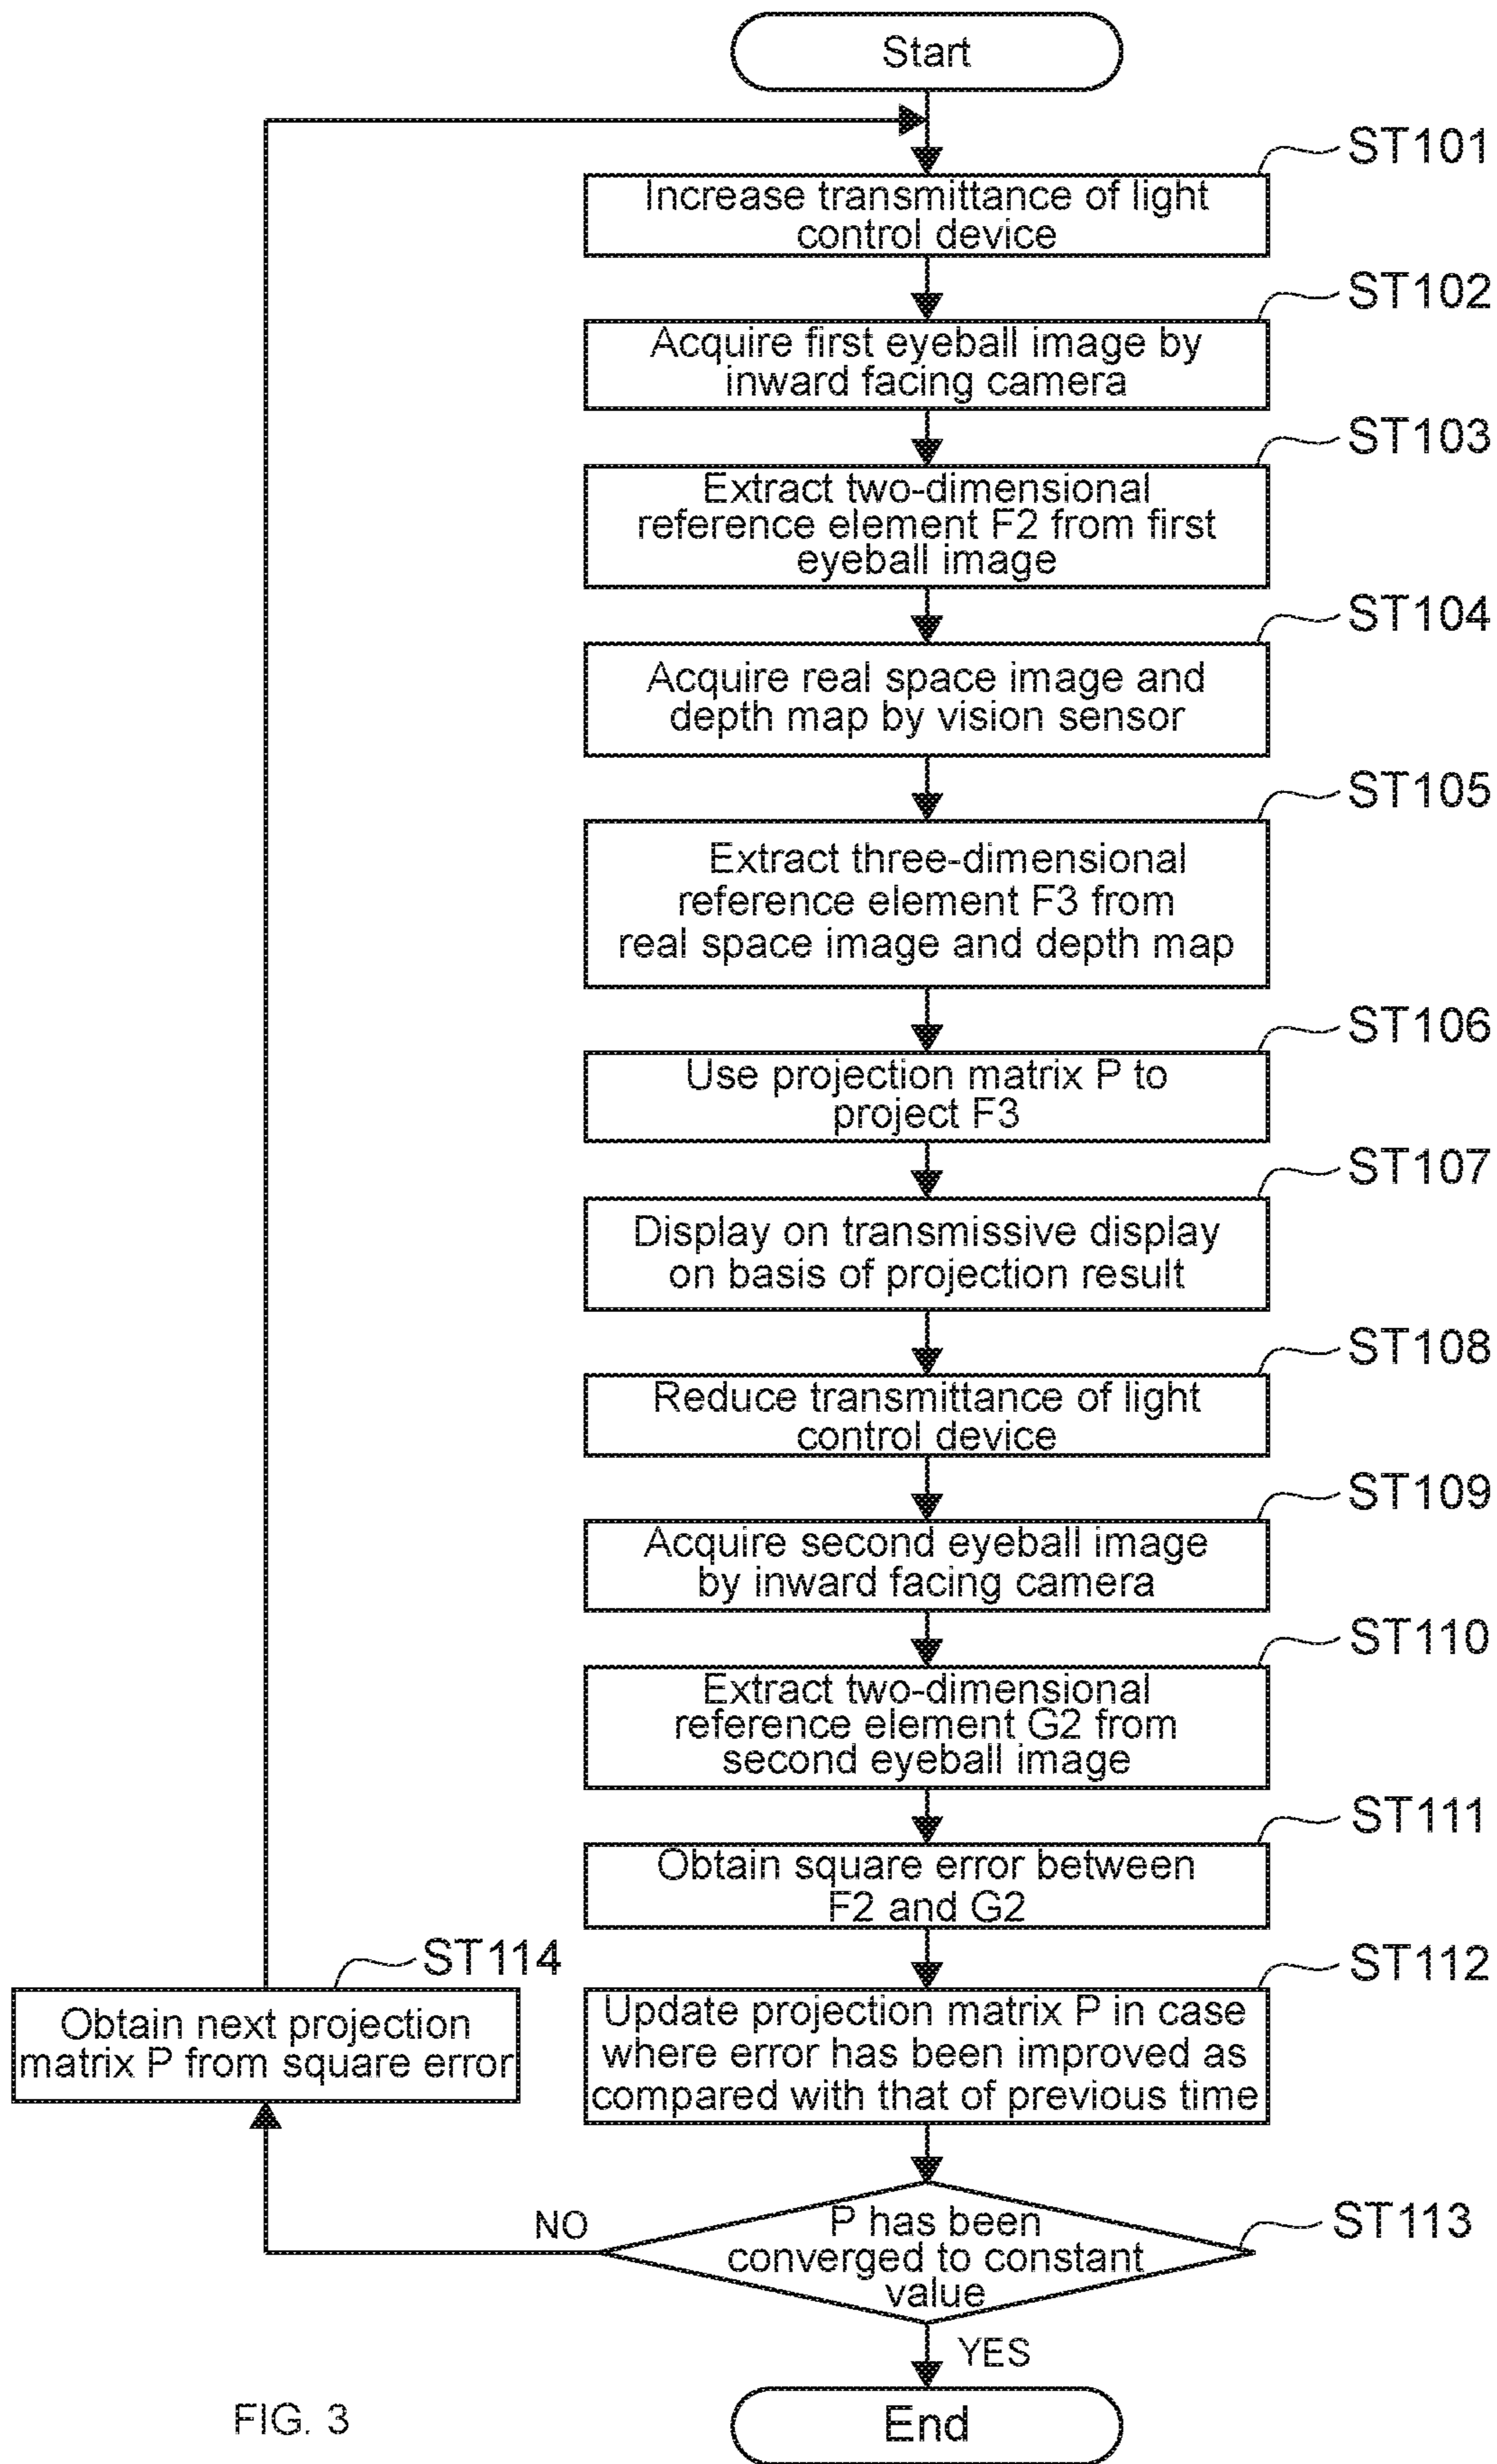 Start
ST101
Increase transmittance of light
control device
ST102
Acquire first eyeball image by
inward facing camera
ST103
Extract two-dimensional
reference element F2 from first
eyeball image
ST104
Acquire real space image and
depth map by vision sensor
ST105
Extract three-dimensional
reference element F3 from
real space image and depth map
ST106
Use projection matrix P to
project F3
ST107
Display on transmissive display
on basis of projection result
ST108
Reduce transmittance of light
control device
ST109
Acquire second eyeball image
by inward facing camera
ST110
Extract two-dimensional
reference element G2 from
second eyeball image
ST111
Obtain square error between
F2 and G2
ST112
Update projection matrix P in case
where error has been improved as
compared with that of previous time
ST114
Obtain next projection
matrix P from square error
ST113
P has been
converged to constant
value
NO
YES
End
FIG. 3